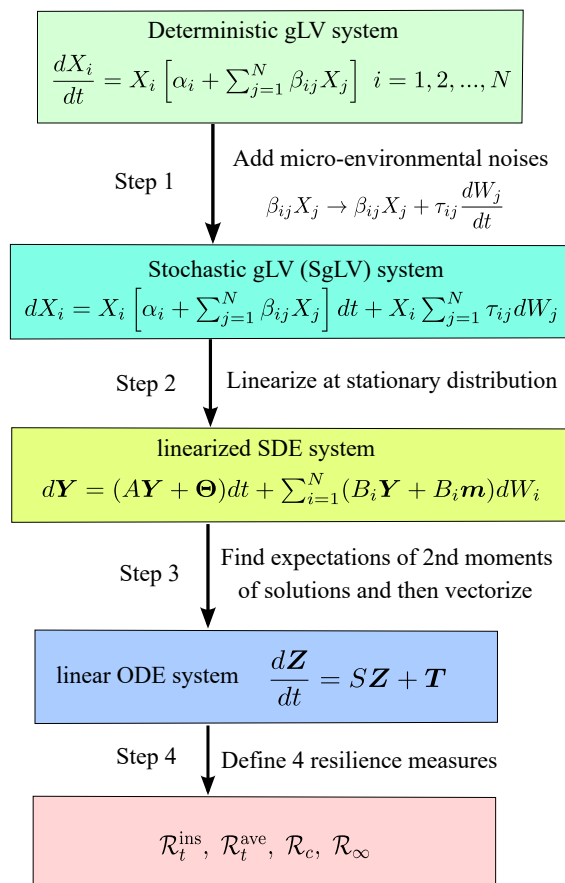 Deterministic gLV system
dX_i/dt = X_i [α_i + ∑_{j=1}^{N} β_{ij}X_j] i = 1, 2, ..., N
Step 1
Add micro-environmental noises
β_{ij}X_j → β_{ij}X_j + τ_{ij} dW_j/dt
Stochastic gLV (SgLV) system
dX_i = X_i [α_i + ∑_{j=1}^{N} β_{ij}X_j] dt + X_i ∑_{j=1}^{N} τ_{ij}dW_j
Step 2
Linearize at stationary distribution
linearized SDE system
dY = (AY + Θ)dt + ∑_{i=1}^{N}(B_iY + B_im)dW_i
Step 3
Find expectations of 2nd moments
of solutions and then vectorize
linear ODE system dZ/dt = SZ + T
Step 4
Define 4 resilience measures
R_t^{ins}, R_t^{ave}, R_c, R_∞